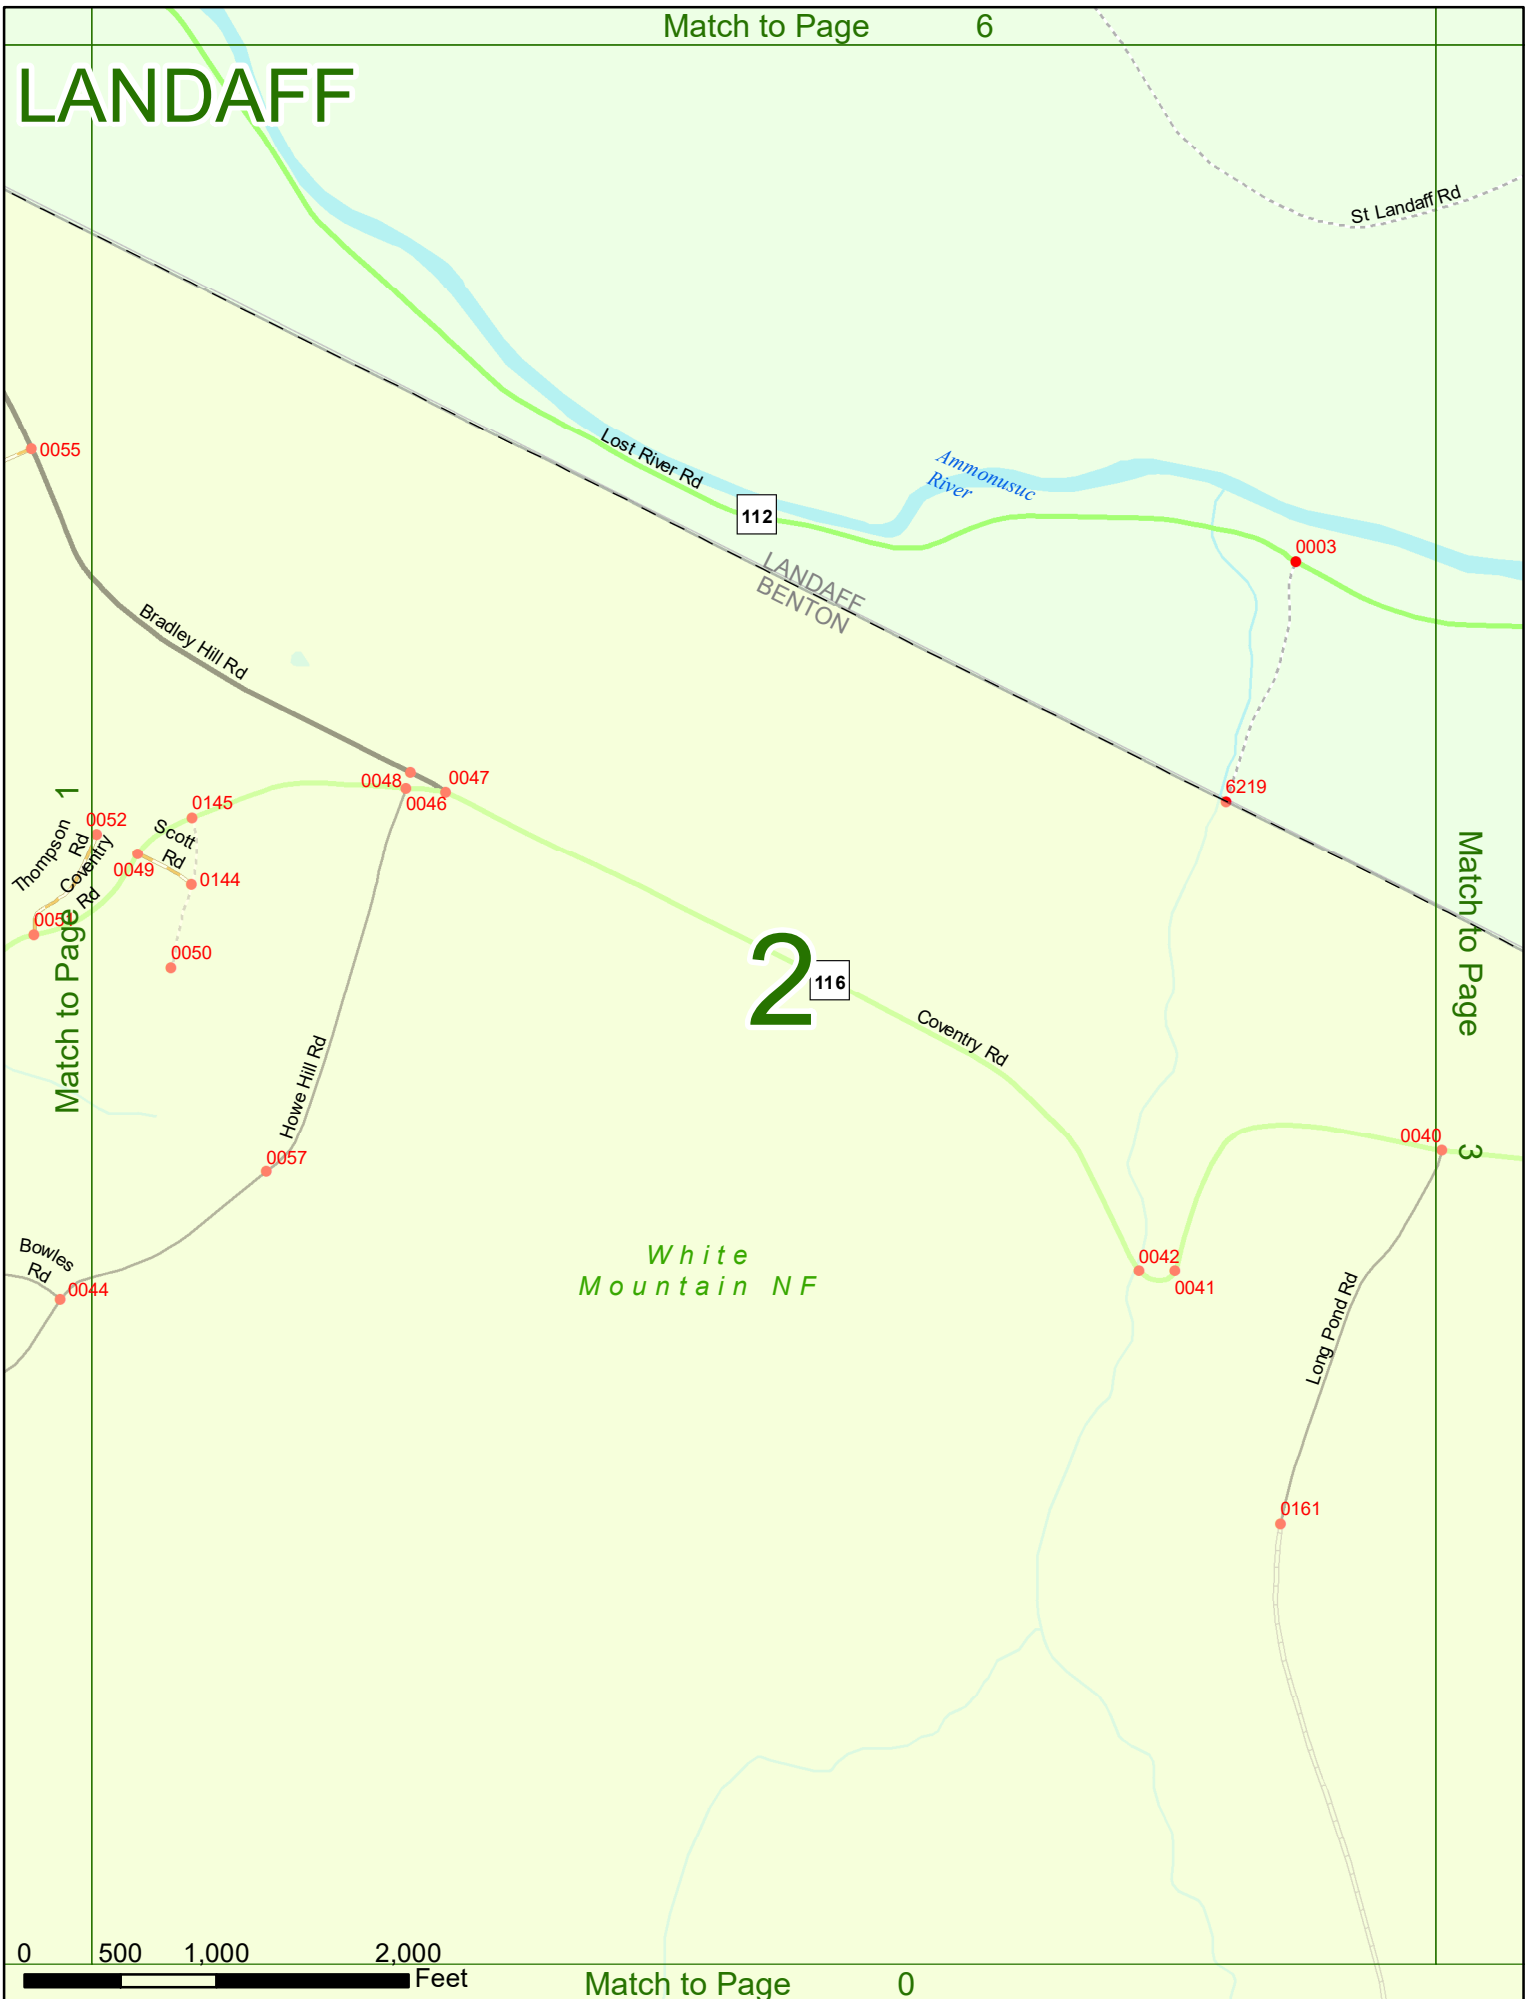 Match to Page 6
LANDAFF
St Landaff Rd
0055
Lost River Rd
Ammonusuc
River
112
0003
LANDAFF
BENTON
Bradley Hill Rd
0048
0047
0046
6219
Match to Page 1
0145
0052
Thompson
Rd
Coventry
Rd
Scott
Rd
0049
0144
0051
0050
2
116
Coventry Rd
Match to Page 3
Howe Hill Rd
0057
0040
Bowles
Rd
0044
White
Mountain NF
0042
0041
Long Pond Rd
0161
0 500 1,000 2,000
Feet
Match to Page 0